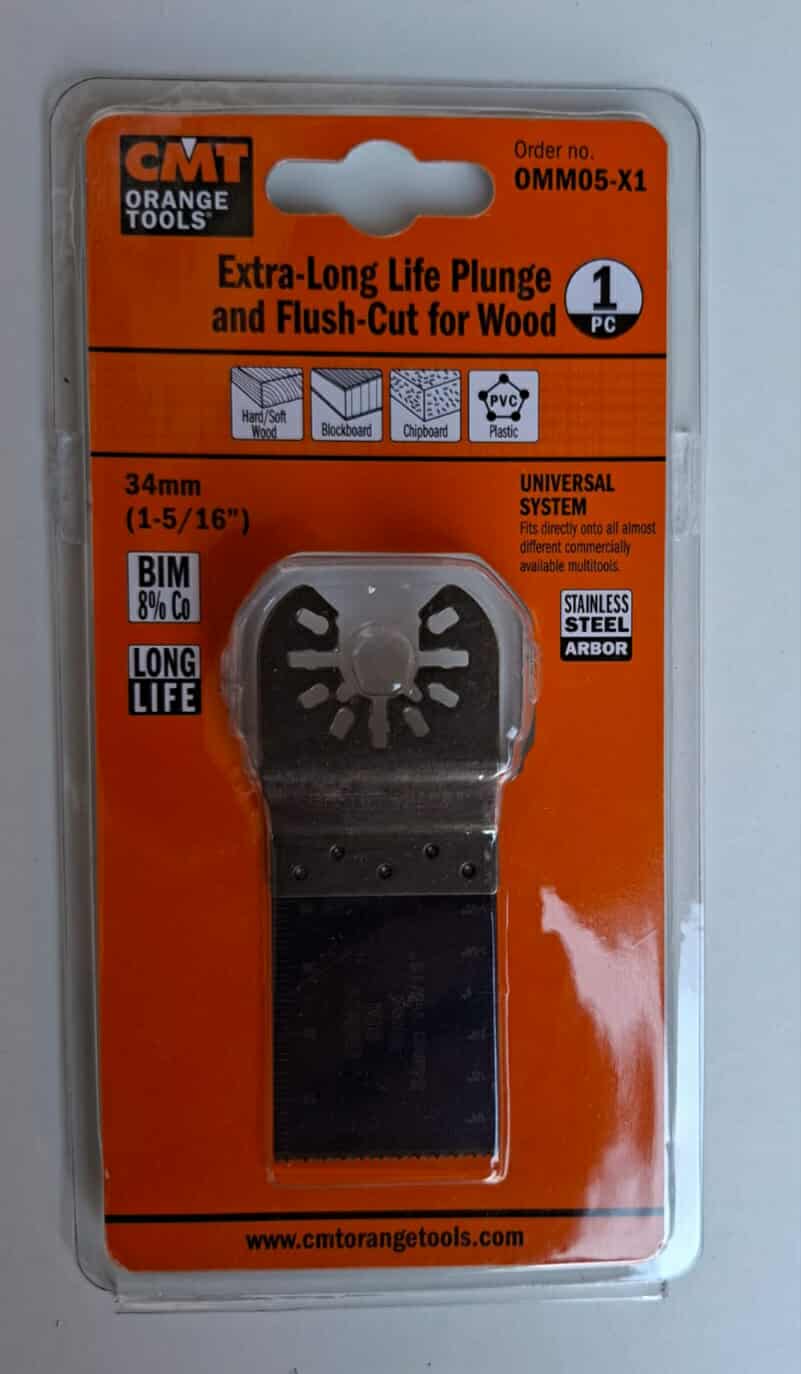 CMT
ORANGE
TOOLS®
Order no.
OMM05-X1
Extra-Long Life Plunge
and Flush-Cut for Wood
1
PC
Hard/Soft
Wood
Blockboard
Chipboard
PVC
Plastic
34mm
(1-5/16")
UNIVERSAL
SYSTEM
Fits directly onto all almost
different commercially
available multitools.
BIM
8% Co
LONG
LIFE
STAINLESS
STEEL
ARBOR
www.cmtorangetools.com